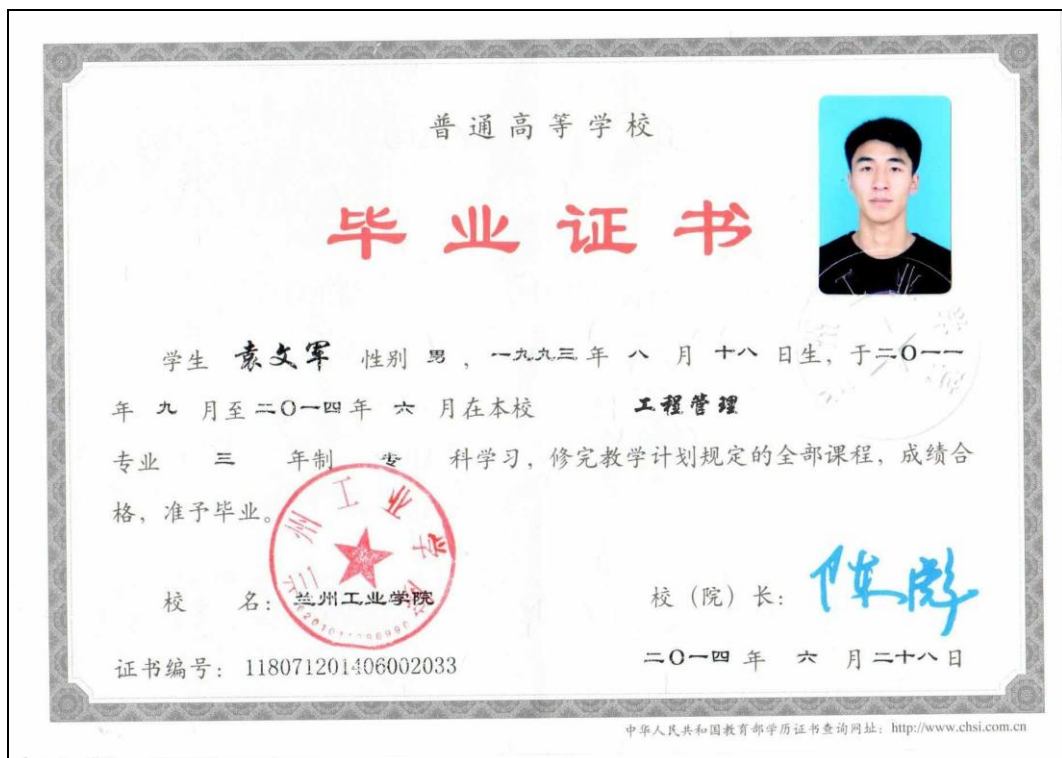 普通高等学校
毕业证书
学生 袁文军 性别 男，一九九三年 八 月 十八 日生，于二〇一一
年 九 月至二〇一四年 六 月在本校 工程管理
专业 三 年制 专 科学习，修完教学计划规定的全部课程，成绩合
格，准予毕业。
兰州工业学院
校 名：兰州工业学院
校（院）长：
证书编号：118071201406002033
二〇一四 年 六 月二十八日
中华人民共和国教育部学历证书查询网址：http://www.chsi.com.cn